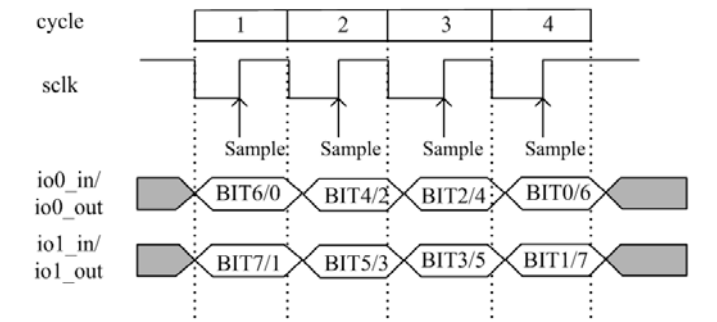 cycle 1 2 3 4
sclk
Sample Sample Sample Sample
io0_in/
io0_out
BIT6/0 BIT4/2 BIT2/4 BIT0/6
io1_in/
io1_out
BIT7/1 BIT5/3 BIT3/5 BIT1/7